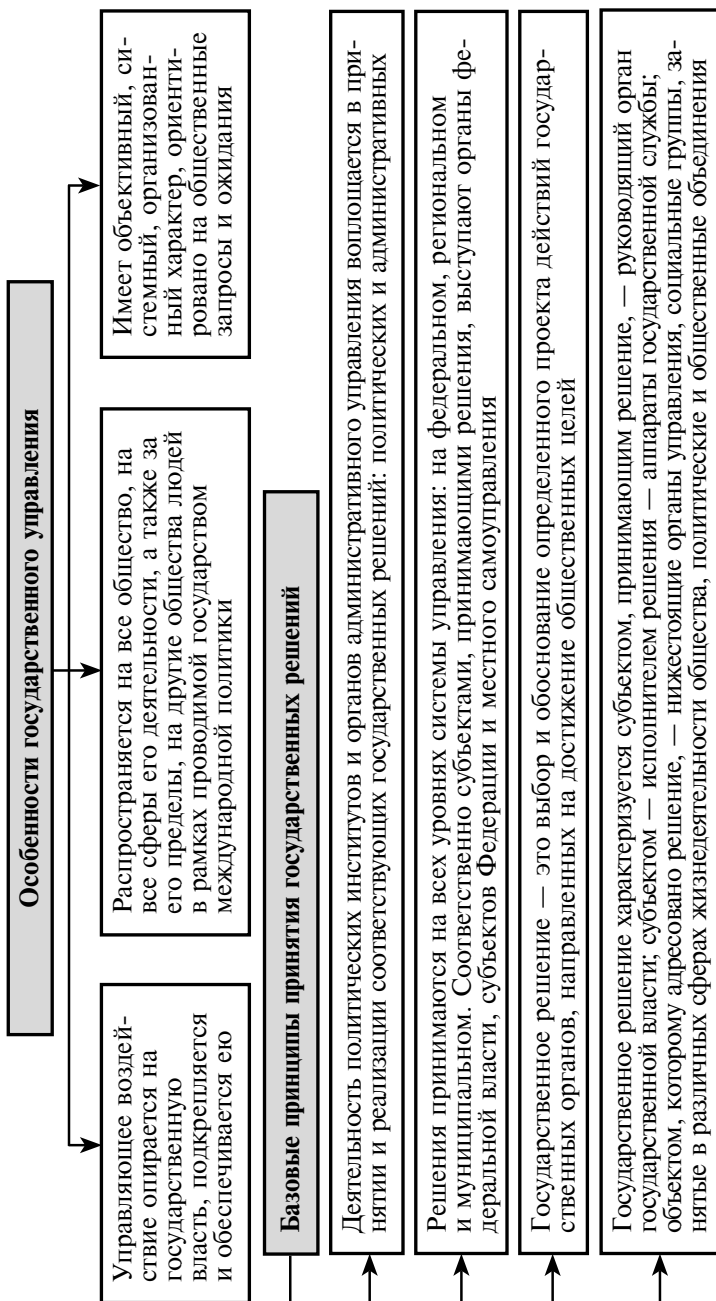 Особенности государственного управления
Управляющее воздей-
ствие опирается на
государственную
власть, подкрепляется
и обеспечивается ею
Распространяется на все общество, на
все сферы его деятельности, а также за
его пределы, на другие общества людей
в рамках проводимой государством
международной политики
Имеет объективный, си-
стемный, организован-
ный характер, ориенти-
ровано на общественные
запросы и ожидания
Базовые принципы принятия государственных решений
Деятельность политических институтов и органов административного управления воплощается в при-
нятии и реализации соответствующих государственных решений: политических и административных
Решения принимаются на всех уровнях системы управления: на федеральном, региональном
и муниципальном. Соответственно субъектами, принимающими решения, выступают органы фе-
деральной власти, субъектов Федерации и местного самоуправления
Государственное решение — это выбор и обоснование определенного проекта действий государ-
ственных органов, направленных на достижение общественных целей
Государственное решение характеризуется субъектом, принимающим решение, — руководящий орган
государственной власти; субъектом — исполнителем решения — аппараты государственной службы;
объектом, которому адресовано решение, — нижестоящие органы управления, социальные группы, за-
нятые в различных сферах жизнедеятельности общества, политические и общественные объединения